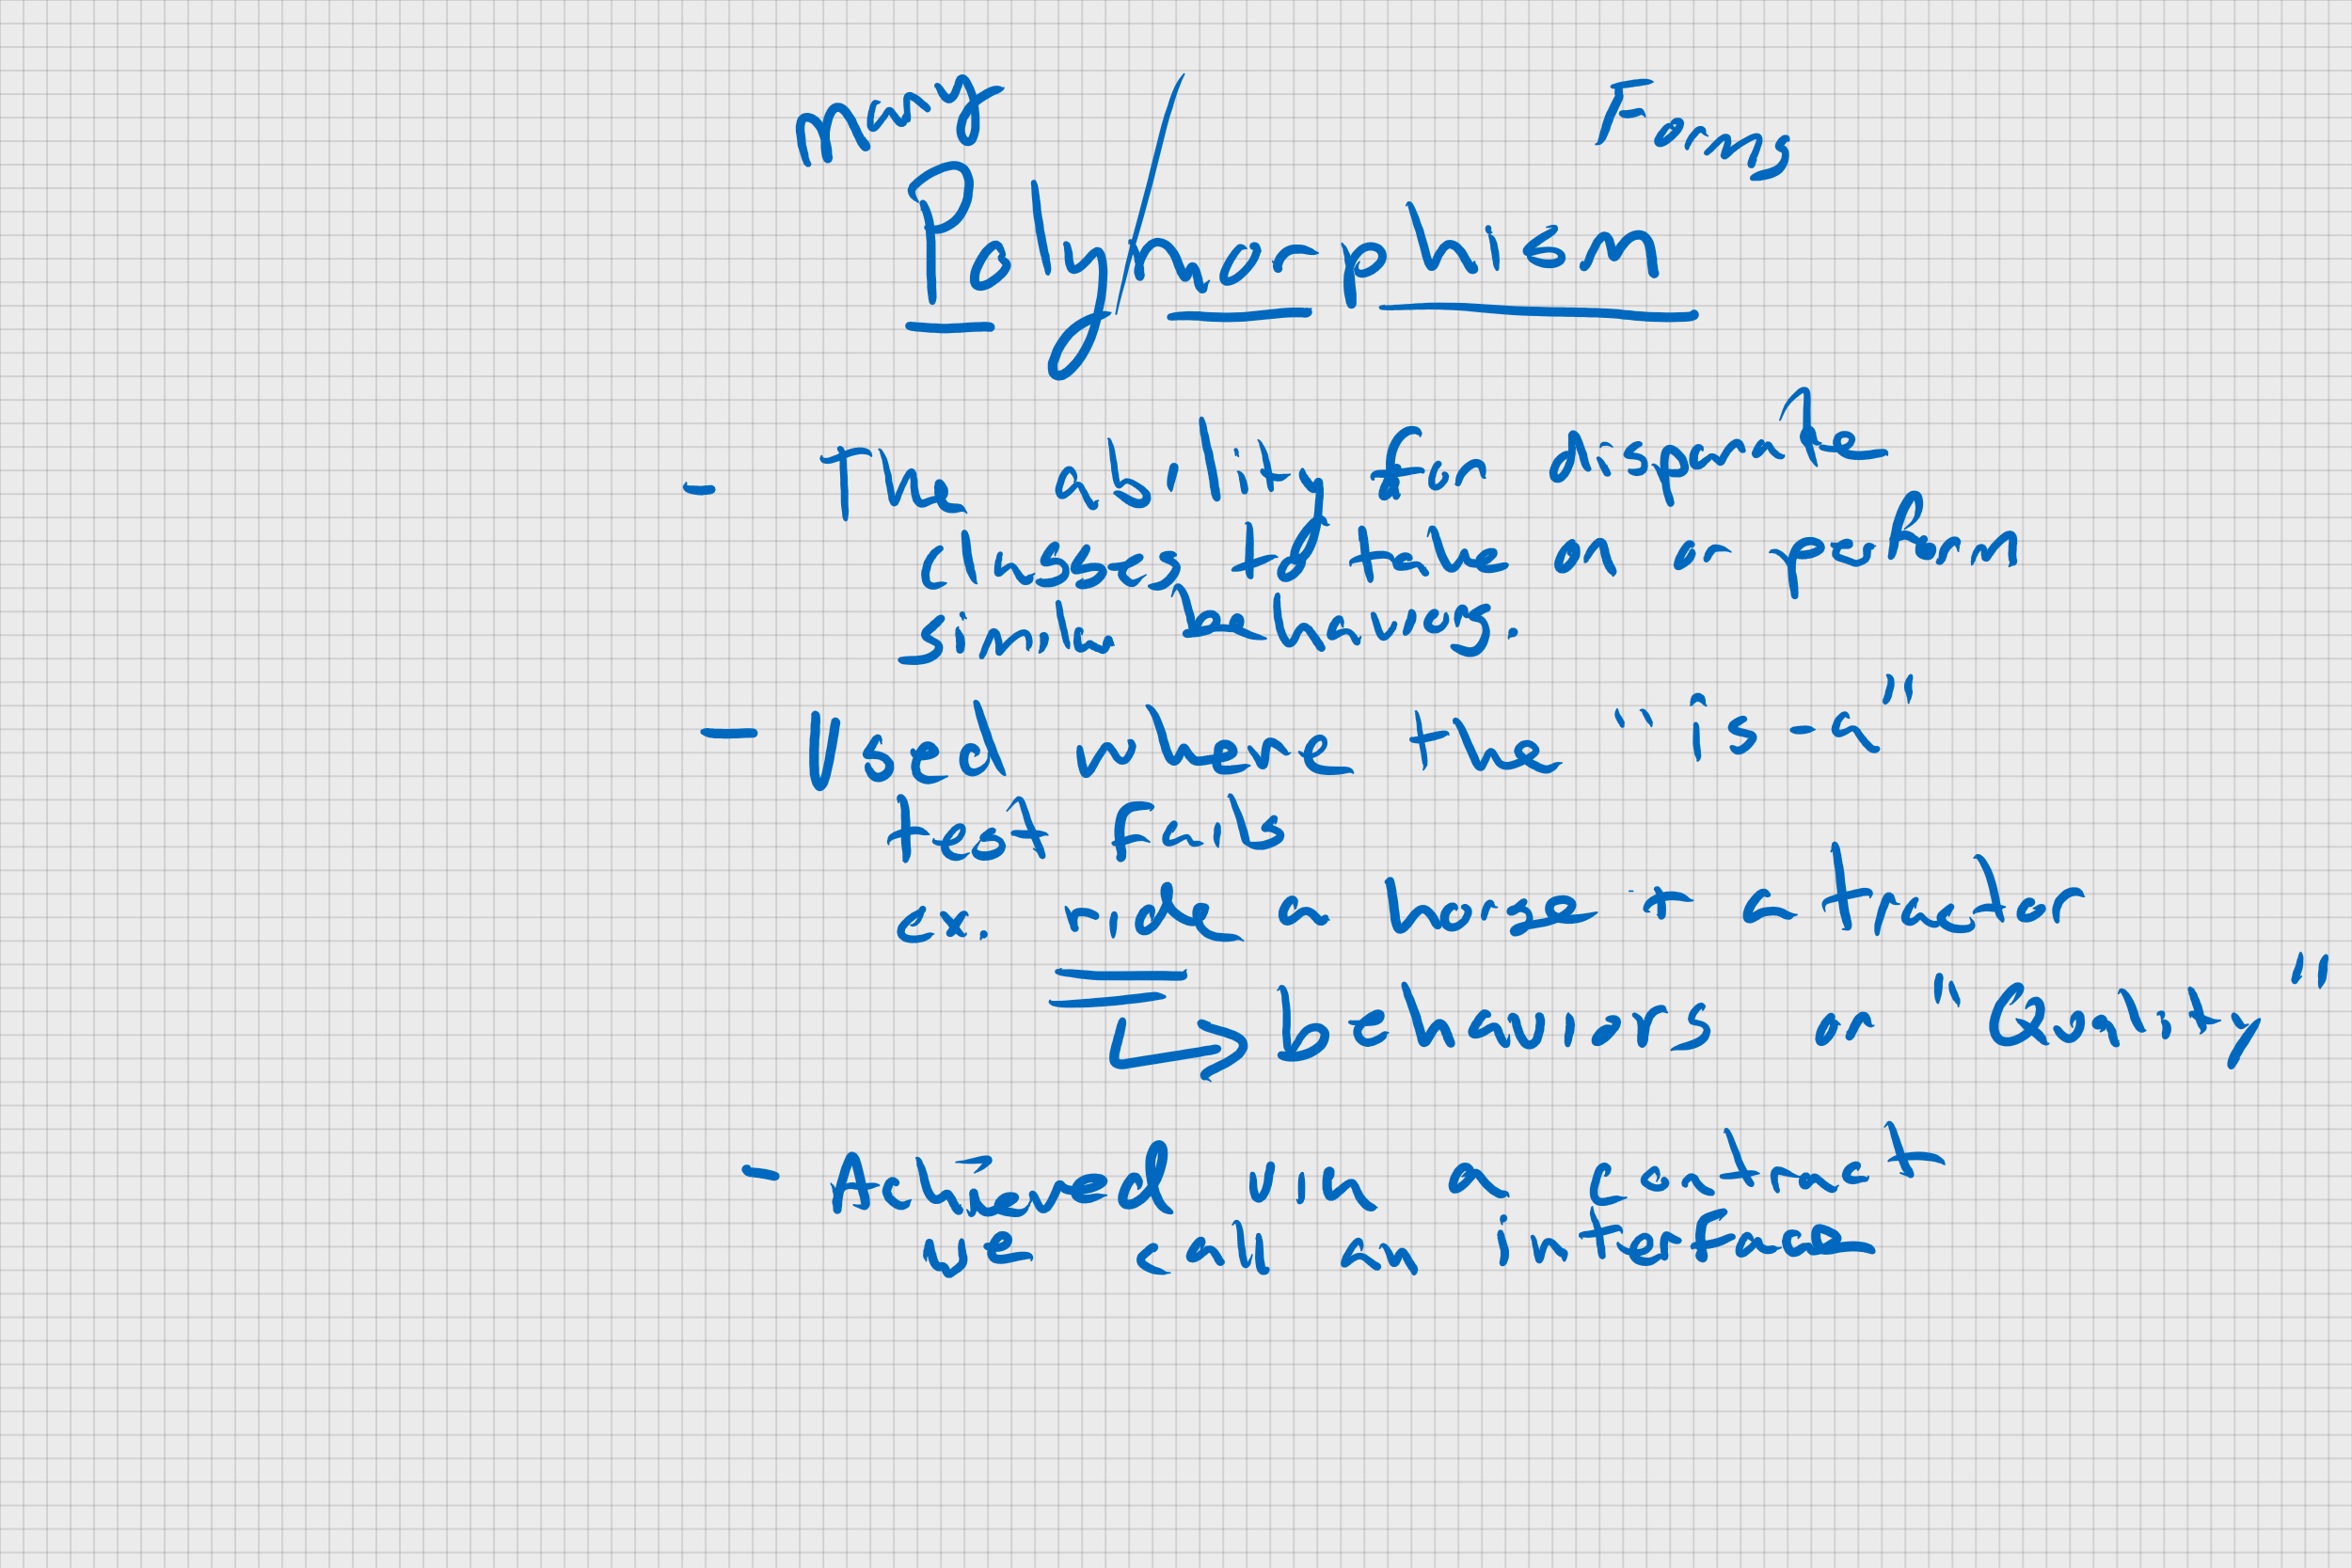 Many Forms
Polymorphism
- The ability for disparate
classes to take on or perform
similar behaviors.
- Used where the "is-a"
test fails
ex. ride a horse + a tractor
behaviors or "Quality"
- Achieved via a contract
we call an interface